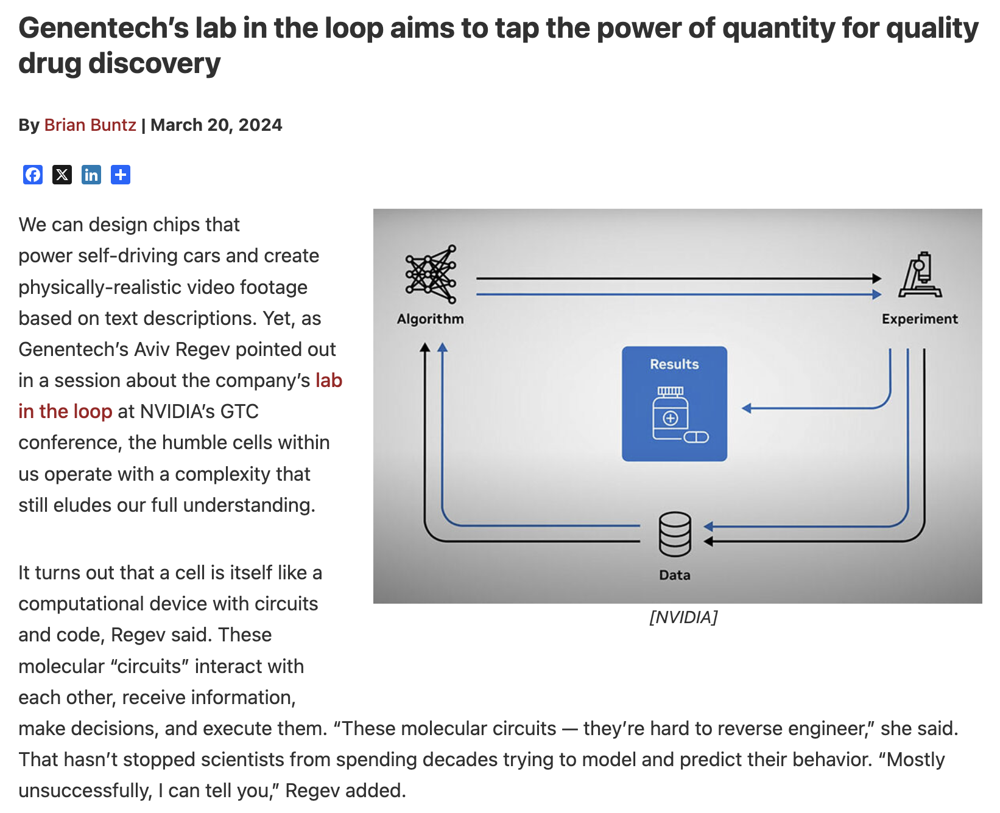 Genentech’s lab in the loop aims to tap the power of quantity for quality
drug discovery
By Brian Buntz | March 20, 2024
We can design chips that
power self-driving cars and create
physically-realistic video footage
based on text descriptions. Yet, as
Genentech’s Aviv Regev pointed out
in a session about the company’s lab
in the loop at NVIDIA’s GTC
conference, the humble cells within
us operate with a complexity that
still eludes our full understanding.
Algorithm
Experiment
Results
Data
[NVIDIA]
It turns out that a cell is itself like a
computational device with circuits
and code, Regev said. These
molecular “circuits” interact with
each other, receive information,
make decisions, and execute them. “These molecular circuits — they’re hard to reverse engineer,” she said.
That hasn’t stopped scientists from spending decades trying to model and predict their behavior. “Mostly
unsuccessfully, I can tell you,” Regev added.